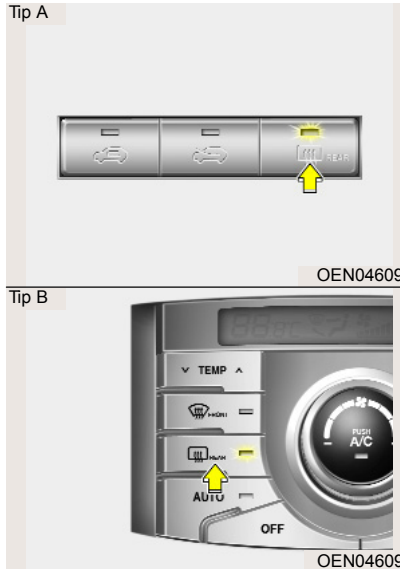 Tip A
REAR
OEN04609
Tip B
TEMP
FRONT
REAR
PUSH
A/C
AUTO
OFF
OEN04609